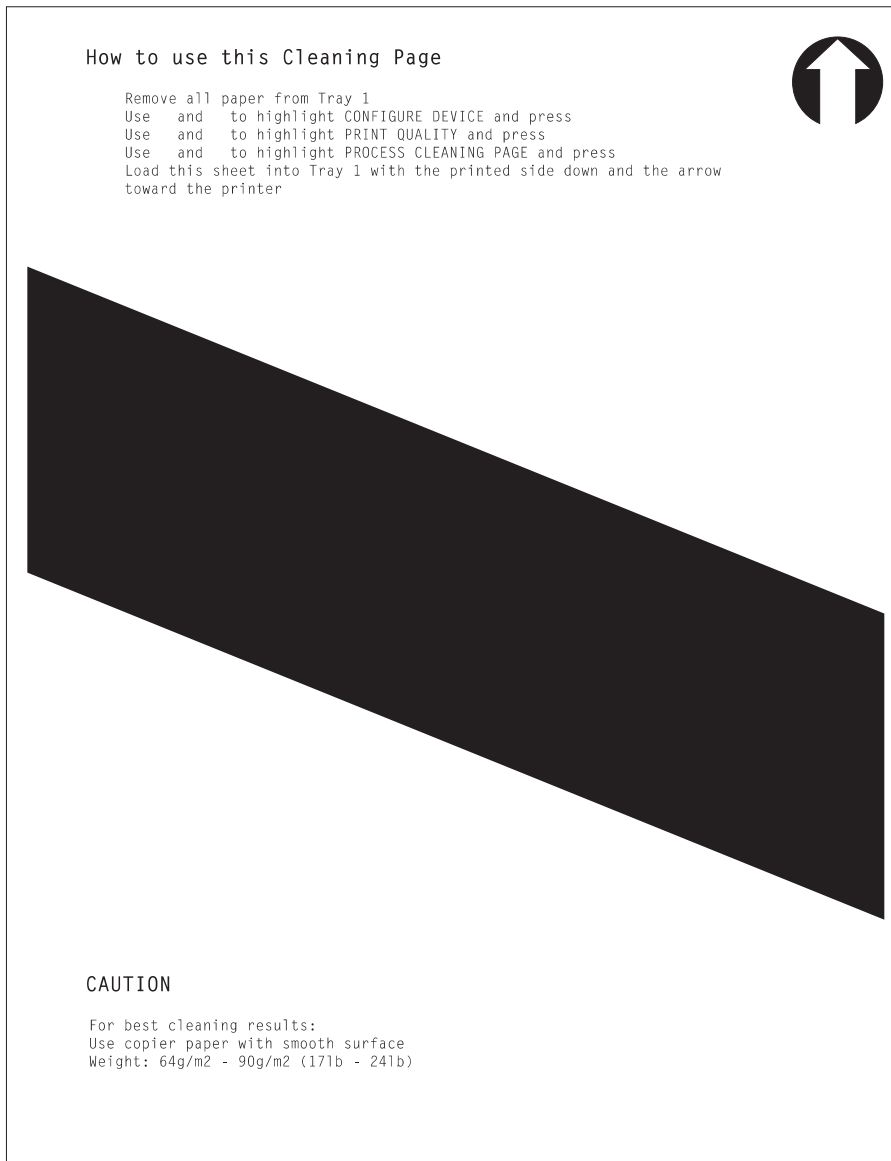 How to use this Cleaning Page
Remove all paper from Tray 1
Use and to highlight CONFIGURE DEVICE and press
Use and to highlight PRINT QUALITY and press
Use and to highlight PROCESS CLEANING PAGE and press
Load this sheet into Tray 1 with the printed side down and the arrow
toward the printer
CAUTION
For best cleaning results:
Use copier paper with smooth surface
Weight: 64g/m2 - 90g/m2 (17lb - 24lb)